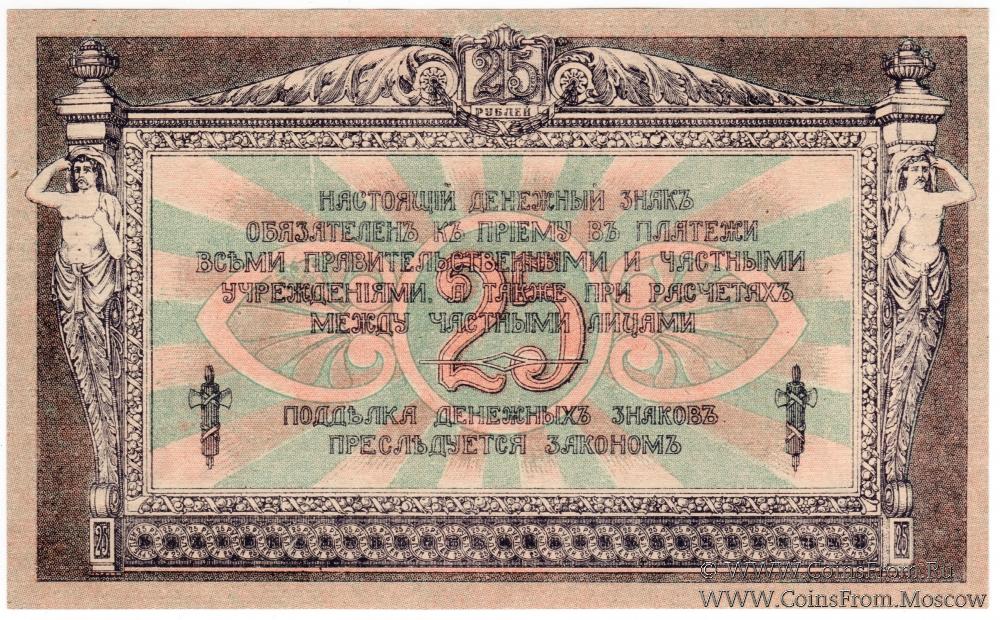 25
РУБЛЕЙ
НАСТОЯЩІЙ ДЕНЕЖНЫЙ ЗНАКЪ
ОБЯЗАТЕЛЕНЪ КЪ ПРІЕМУ ВЪ ПЛАТЕЖИ
ВСѢМИ ПРАВИТЕЛЬСТВЕННЫМИ И ЧАСТНЫМИ
УЧРЕЖДЕНІЯМИ, А ТАКЖЕ ПРИ РАСЧЕТАХЪ
МЕЖДУ ЧАСТНЫМИ ЛИЦАМИ
25
ПОДДѢЛКА ДЕНЕЖНЫХЪ ЗНАКОВЪ
ПРЕСЛѢДУЕТСЯ ЗАКОНОМЪ
25 25
© WWW.CoinsFrom.Ru
WWW.CoinsFrom.Moscow